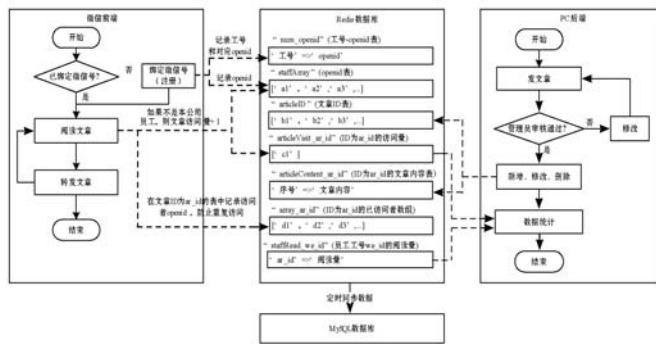 微信前端
开始
已绑定微信号?
否
是
绑定微信号
(注册)
阅读文章
转发文章
结束
记录工号
和对应openid
记录openid
如果不是本公司
员工，则文章访问量+1
在文章ID为ar_id的表中记录访问
者openid，防止重复访问
Redis数据库
“num_openid”(工号-openid表)
‘工号’=>‘openid’
“staffArray”(openid表)
[‘a1’，‘a2’,‘a3’,..]
“articleID”(文章ID表)
[‘b1’，‘b2’,‘b3’,..]
“articleVisit_ar_id”(ID为ar_id的访问量)
[‘c1’]
“articleContent_ar_id”(ID为ar_id的文章内容表)
‘序号’=>‘文章内容’
“array_ar_id”(ID为ar_id的已访问者数组)
[‘d1’，‘d2’,‘d3’,..]
“staffRead_we_id”(员工工号we_id的阅读量)
‘ar_id’=>‘阅读量’
定时同步数据
MySQL数据库
PC后端
开始
发文章
管理员审核通过?
否
修改
是
新增、修改、删除
数据统计
结束